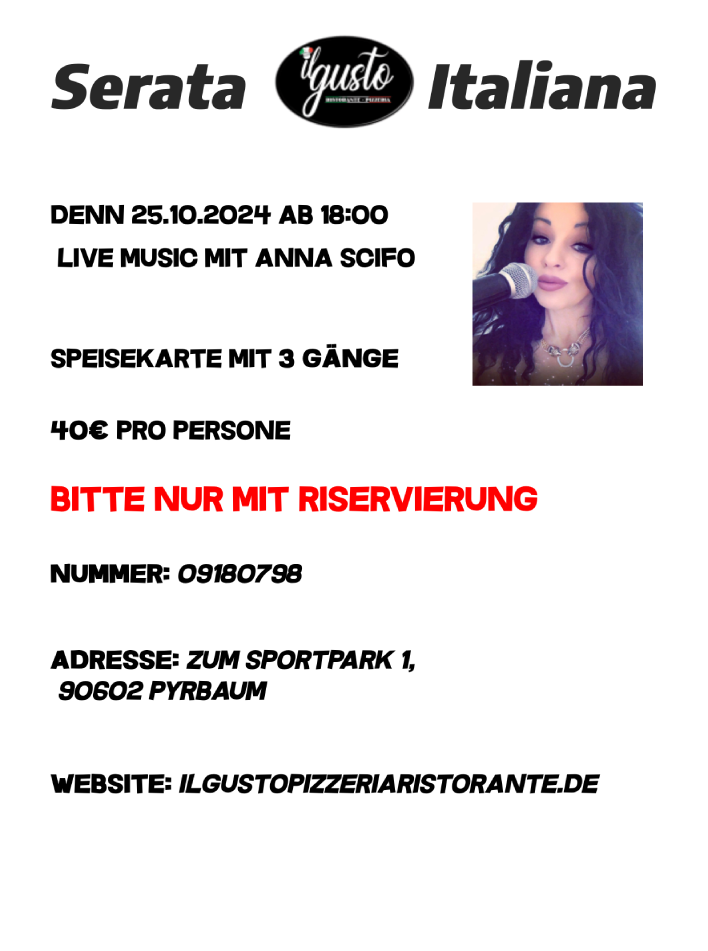 Serata il gusto Italiana
RISTORANTE - PIZZERIA
DENN 25.10.2024 AB 18:00
LIVE MUSIC MIT ANNA SCIFO
SPEISEKARTE MIT 3 GÄNGE
40€ PRO PERSONE
BITTE NUR MIT RISERVIERUNG
NUMMER: 09180798
ADRESSE: ZUM SPORTPARK 1,
90602 PYRBAUM
WEBSITE: ILGUSTOPIZZERIARISTORANTE.DE